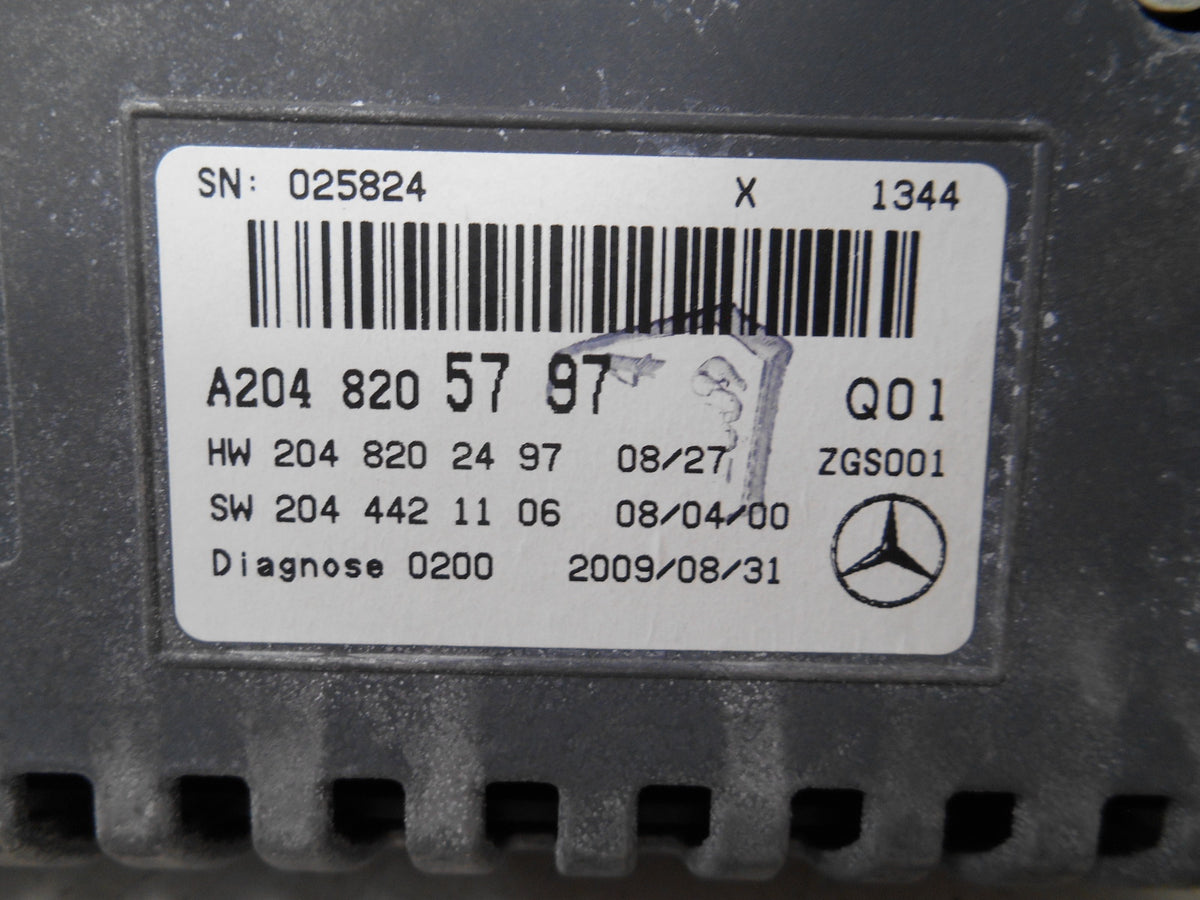 SN: 025824 X 1344
A204 820 57 97 Q01
HW 204 820 24 97 08/27 ZGS001
SW 204 442 11 06 08/04/00
Diagnose 0200 2009/08/31